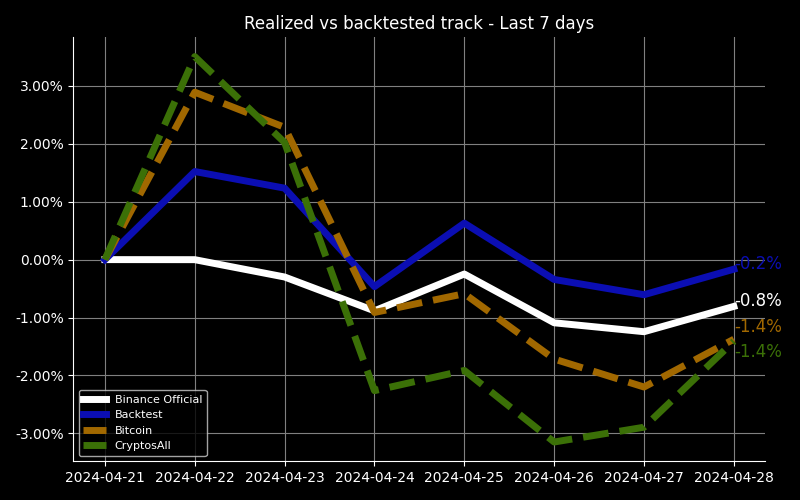 Realized vs backtested track - Last 7 days
3.00%
2.00%
1.00%
0.00%
-1.00%
-2.00%
-3.00%
-0.2%
-0.8%
-1.4%
-1.4%
Binance Official
Backtest
Bitcoin
CryptosAll
2024-04-21 2024-04-22 2024-04-23 2024-04-24 2024-04-25 2024-04-26 2024-04-27 2024-04-28